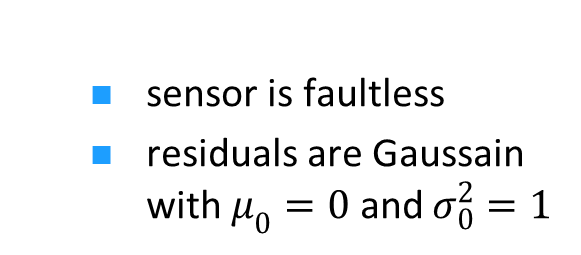 sensor is faultless
residuals are Gaussain
with μ₀ = 0 and σ₀² = 1